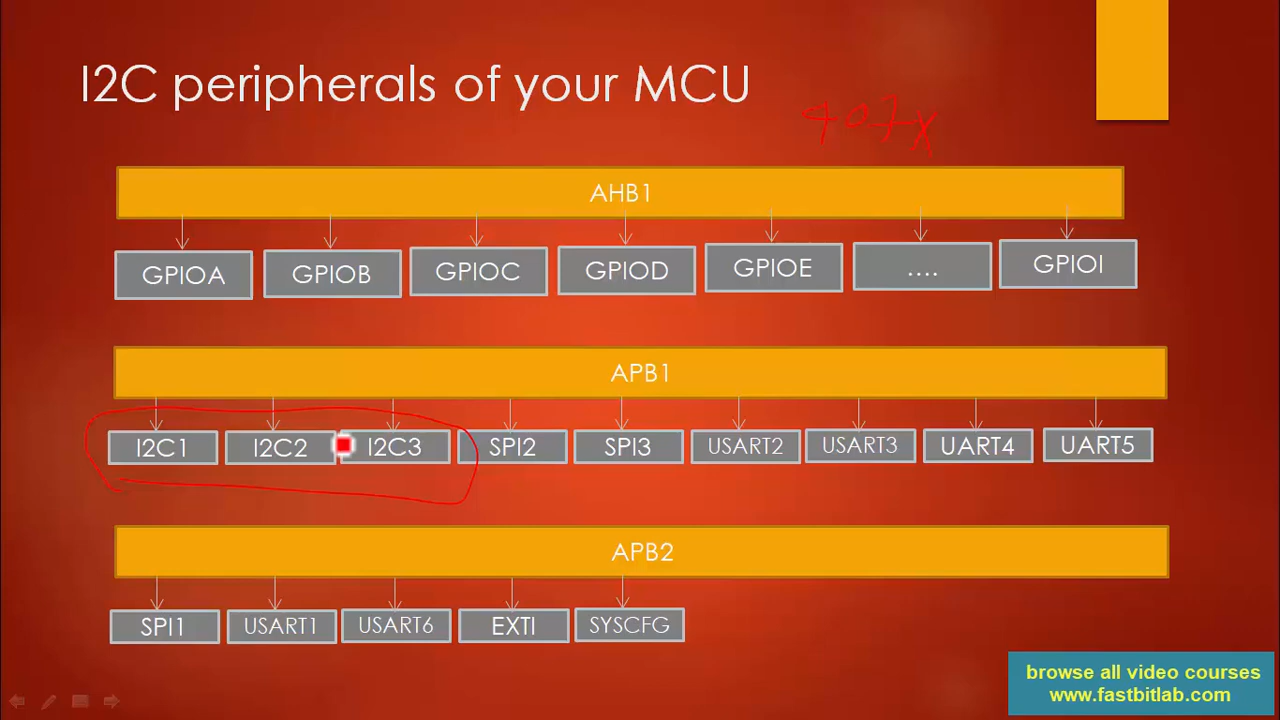 I2C peripherals of your MCU
407x
AHB1
GPIOA GPIOB GPIOC GPIOD GPIOE .... GPIOI
APB1
I2C1 I2C2 I2C3 SPI2 SPI3 USART2 USART3 UART4 UART5
APB2
SPI1 USART1 USART6 EXTI SYSCFG
browse all video courses
www.fastbitlab.com